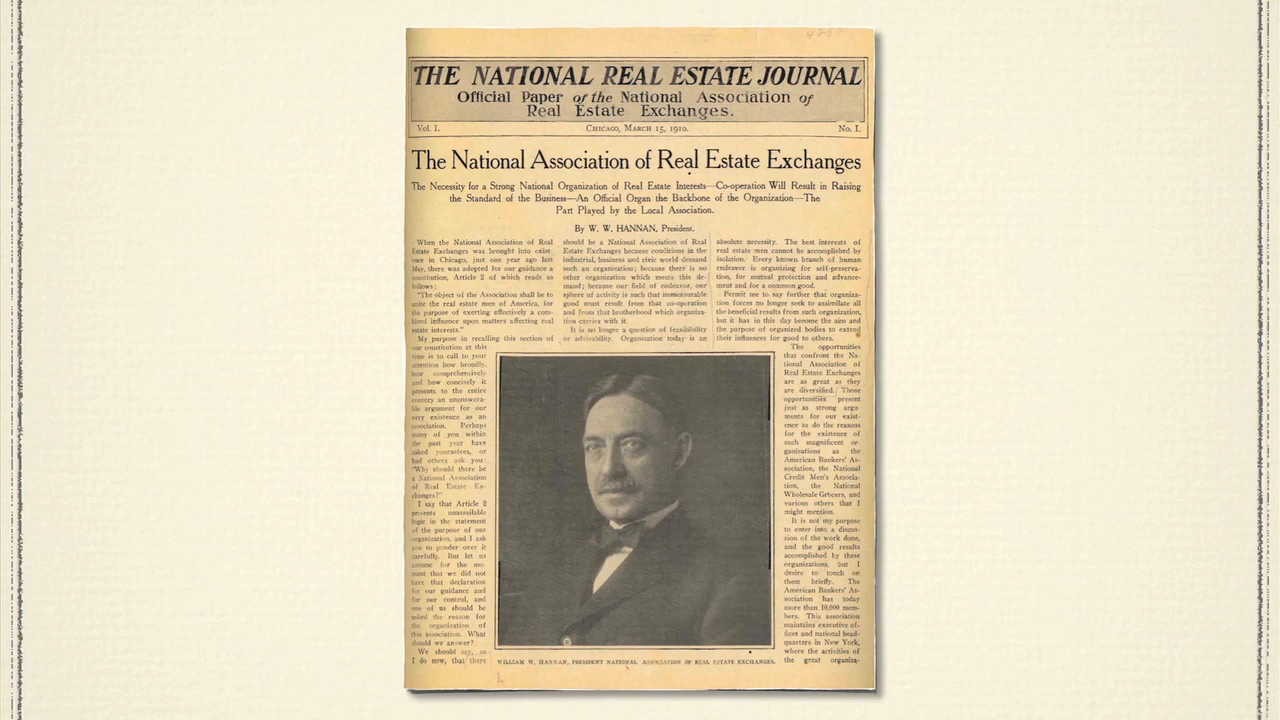 THE NATIONAL REAL ESTATE JOURNAL
Official Paper of the National Association of
Real Estate Exchanges.
Vol. I. CHICAGO, MARCH 15, 1910. No. I.
The National Association of Real Estate Exchanges
The Necessity for a Strong National Organization of Real Estate Interests—Co-operation Will Result in Raising
the Standard of the Business—An Official Organ the Backbone of the Organization—The
Part Played by the Local Association.
By W. W. HANNAN, President.
When the National Association of Real
Estate Exchanges was brought into exist-
ence in Chicago, just one year ago last
May, there was adopted for our guidance a
constitution, Article 2 of which reads as
follows:
"The object of the Association shall be to
unite the real estate men of America, for
the purpose of exerting affectively a com-
bined influence upon matters affecting real
estate interests."
My purpose in recalling this section of
our constitution at this
time is to call to your
attention how broadly,
how comprehensively
and how concisely it
presents to the entire
country an unanswera-
ble argument for our
very existence as an
association. Perhaps
many of you within
the past year have
asked yourselves, or
had others ask you:
"Why should there be
a National Association
of Real Estate Ex-
changes?"
I say that Article 2
presents unassailable
logic in the statement
of the purpose of our
organization, and I ask
you to ponder over it
carefully. But let us
assume for the mo-
ment that we did not
have that declaration
for our guidance and
for our control, and
one of us should be
asked the reason for
the organization of
this association. What
should we answer?
We should say, as
I do now, that there
should be a National Association of Real
Estate Exchanges because conditions in the
industrial, business and civic world demand
such an organization; because there is no
other organization which meets this de-
mand; because our field of endeavor, our
sphere of activity is such that immeasurable
good must result from that co-operation
and from that brotherhood which organiza-
tion carries with it.
It is no longer a question of feasibility
or advisability. Organization today is an
absolute necessity. The best interests of
real estate men cannot be accomplished by
isolation. Every known branch of human
endeavor is organizing for self-preserva-
tion, for mutual protection and advance-
ment and for a common good.
Permit me to say further that organiza-
tion forces no longer seek to assimilate all
the beneficial results from such organization,
but it has in this day become the aim and
the purpose of organized bodies to extend
their influences for good to others.
The opportunities
that confront the Na-
tional Association of
Real Estate Exchanges
are as great as they
are diversified. Those
opportunities present
just as strong argu
ments for our exist-
ence as do the reasons
for the existence of
such magnificent or-
ganizations as the
American Bankers' As-
sociation, the National
Credit Men's Associa-
tion, the National
Wholesale Grocers, and
various others that I
might mention.
It is not my purpose
to enter into a discus-
sion of the work done,
and the good results
accomplished by these
organizations, but I
desire to touch on
them briefly. The
American Bankers' As-
sociation has today
more than 10,000 mem-
bers. This association
maintains executive of-
fices and national head-
quarters in New York,
where the activities of
the great organiza-
WILLIAM W. HANNAN, PRESIDENT NATIONAL ASSOCIATION OF REAL ESTATE EXCHANGES.